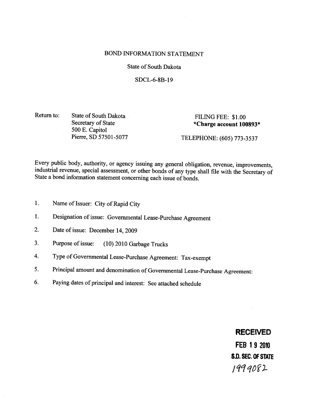 BOND INFORMATION STATEMENT
State of South Dakota
SDCL-6-8B-19
Return to: State of South Dakota
Secretary of State
500 E. Capitol
Pierre, SD 57501-5077
FILING FEE: $1.00
*Charge account 100893*
TELEPHONE: (605) 773-3537
Every public body, authority, or agency issuing any general obligation, revenue, improvements,
industrial revenue, special assessment, or other bonds of any type shall file with the Secretary of
State a bond information statement concerning each issue of bonds.
1. Name of Issuer: City of Rapid City
1. Designation of issue: Governmental Lease-Purchase Agreement
2. Date of issue: December 14, 2009
3. Purpose of issue: (10) 2010 Garbage Trucks
4. Type of Governmental Lease-Purchase Agreement: Tax-exempt
5. Principal amount and denomination of Governmental Lease-Purchase Agreement:
6. Paying dates of principal and interest: See attached schedule
RECEIVED
FEB 19 2010
S.D. SEC. OF STATE
1999082